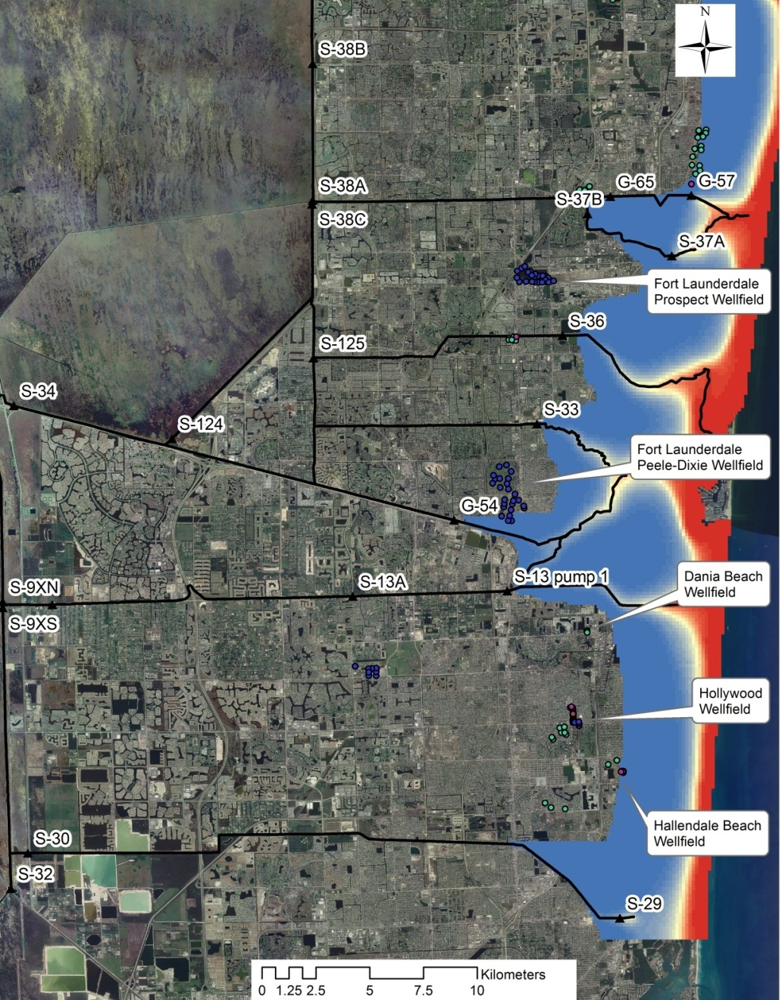 N
S-38B
S-38A
G-65
G-57
S-37B
S-38C
S-37A
Fort Launderdale
Prospect Wellfield
S-36
S-125
S-34
S-33
S-124
Fort Launderdale
Peele-Dixie Wellfield
G-54
Dania Beach
Wellfield
S-13 pump 1
S-13A
S-9XN
S-9XS
Hollywood
Wellfield
Hallendale Beach
Wellfield
S-30
S-32
S-29
Kilometers
0 1.25 2.5 5 7.5 10